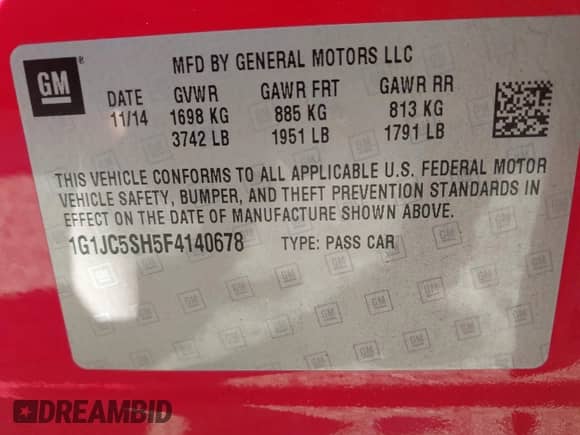 GM ® MFD BY GENERAL MOTORS LLC
DATE GVWR GAWR FRT GAWR RR
11/14 1698 KG 885 KG 813 KG
3742 LB 1951 LB 1791 LB
THIS VEHICLE CONFORMS TO ALL APPLICABLE U.S. FEDERAL MOTOR
VEHICLE SAFETY, BUMPER, AND THEFT PREVENTION STANDARDS IN
EFFECT ON THE DATE OF MANUFACTURE SHOWN ABOVE.
1G1JC5SH5F4140678 TYPE: PASS CAR
DREAMBID